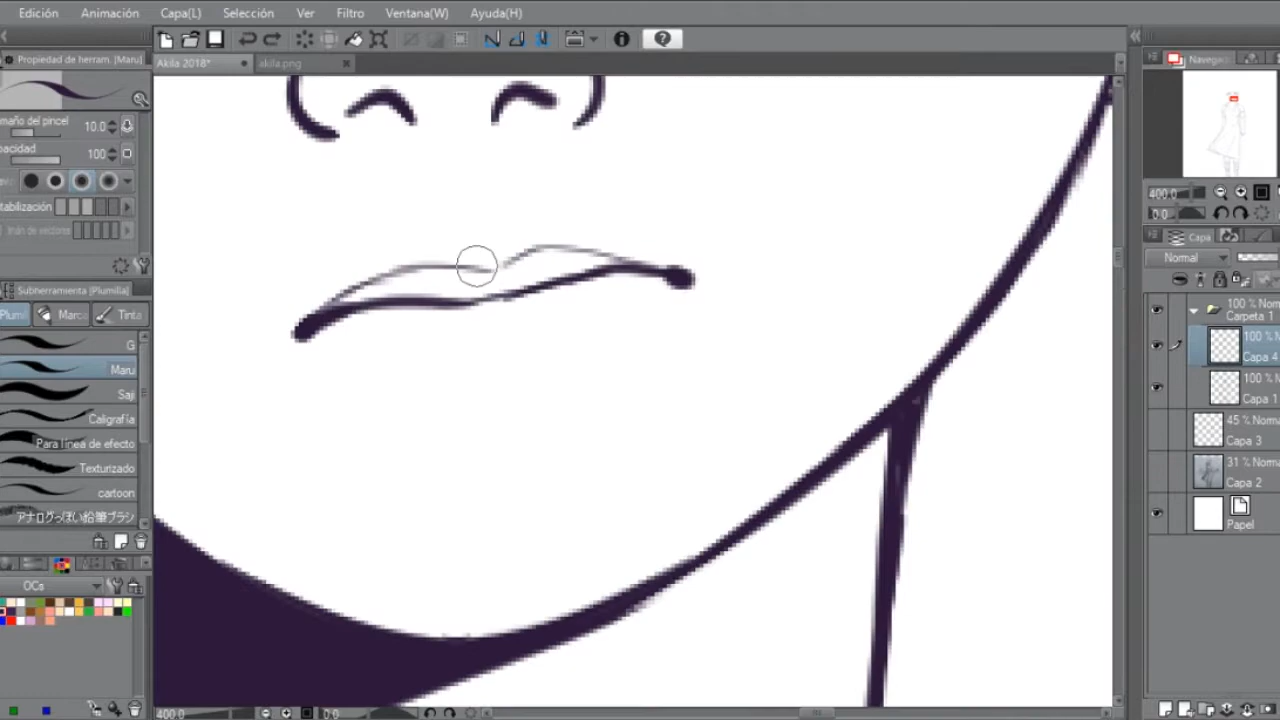 Edición Animación Capa(L) Selección Ver Filtro Ventana(W) Ayuda(H)
Propiedad de herram. [Maru]
Akila 2018*
akila.png
Navega
maño del pincel 10.0
pacidad 100
tabilización
Subnerramienta [Plumilla]
Plumil
Marca
Tinta
G
Maru
Saji
Caligrafía
Para línea de efecto
Texturizado
cartoon
アナログっぽい鉛筆ブラシ
OCs
400.0
0.0
400.0
0.0
Capa
Normal
100 % Norm
Carpeta 1
100 % N
Capa 4
100 % N
Capa 1
45 % Norma
Capa 3
31 % Norma
Capa 2
Papel